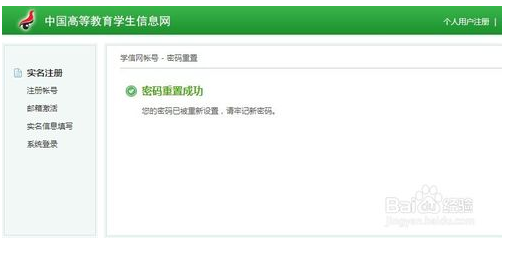 中国高等教育学生信息网
个人用户注册 |
实名注册
注册帐号
邮箱激活
实名信息填写
系统登录
学信网帐号 - 密码重置
密码重置成功
您的密码已被重新设置，请牢记新密码。
Baidu经验
jingyan.baidu.com